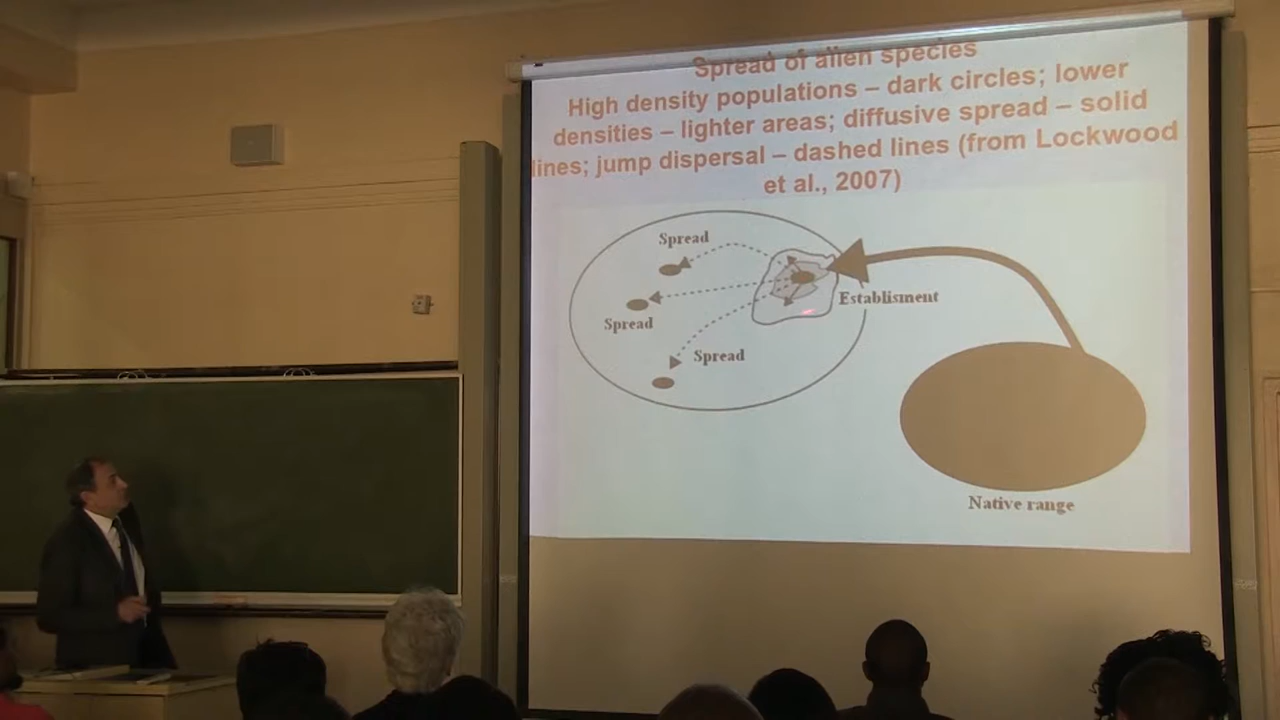 Spread of alien species
High density populations – dark circles; lower
densities – lighter areas; diffusive spread – solid
lines; jump dispersal – dashed lines (from Lockwood
et al., 2007)
Spread
Spread
Establisment
Spread
Native range